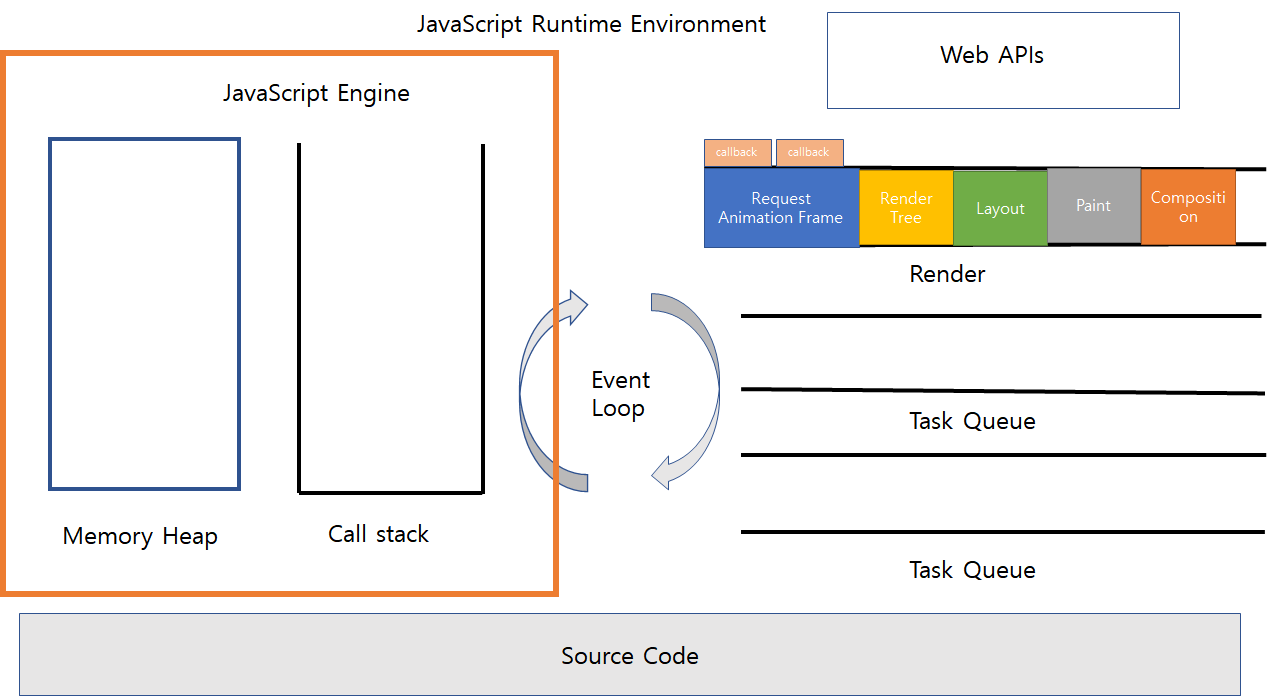 JavaScript Runtime Environment
Web APIs
JavaScript Engine
callback
callback
Request
Animation Frame
Render
Tree
Layout
Paint
Compositi
on
Render
Event
Loop
Task Queue
Memory Heap
Call stack
Task Queue
Source Code